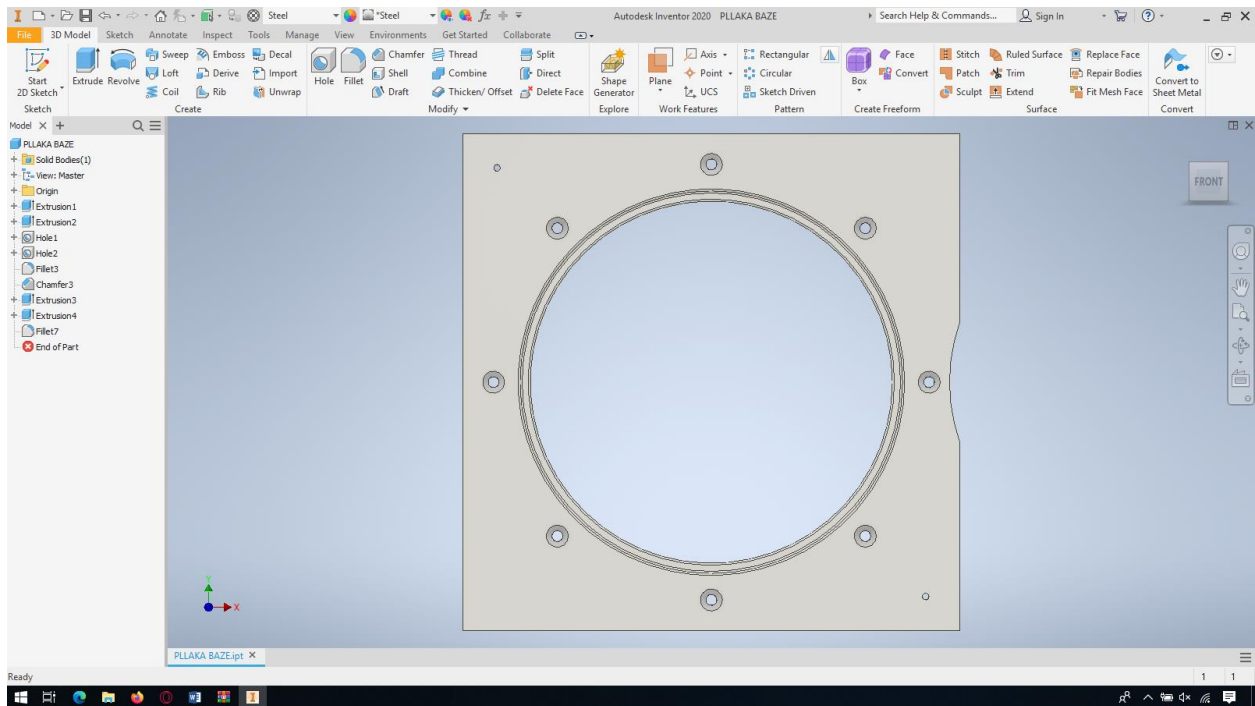 Steel *Steel fx Autodesk Inventor 2020 PLLAKA BAZE Search Help & Commands... Sign In
File 3D Model Sketch Annotate Inspect Tools Manage View Environments Get Started Collaborate
Start 2D Sketch
Extrude Revolve
Sweep Emboss Decal
Loft Derive Import
Coil Rib Unwrap
Hole Fillet
Chamfer Thread Split
Shell Combine Direct
Draft Thicken/ Offset Delete Face
Shape Generator
Plane
Axis
Point
UCS
Rectangular
Circular
Sketch Driven
Box
Face
Convert
Stitch Ruled Surface Replace Face
Patch Trim Repair Bodies
Sculpt Extend Fit Mesh Face
Convert to Sheet Metal
Sketch Create Modify Explore Work Features Pattern Create Freeform Surface Convert
Model
PLLAKA BAZE
Solid Bodies(1)
View: Master
Origin
Extrusion1
Extrusion2
Hole1
Hole2
Fillet3
Chamfer3
Extrusion3
Extrusion4
Fillet7
End of Part
FRONT
Y
X
PLLAKA BAZE.ipt
Ready 1 1